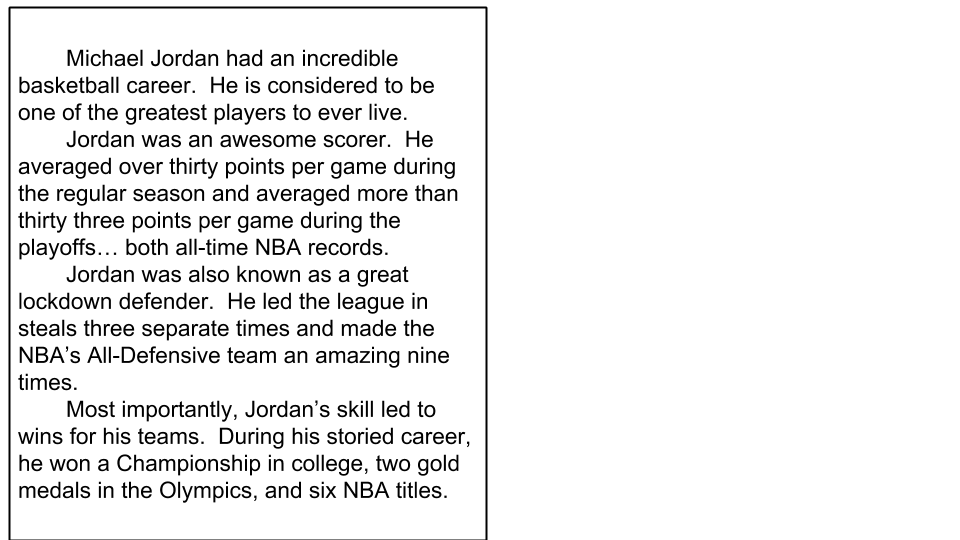 Michael Jordan had an incredible
basketball career.  He is considered to be
one of the greatest players to ever live.
Jordan was an awesome scorer.  He
averaged over thirty points per game during
the regular season and averaged more than
thirty three points per game during the
playoffs… both all-time NBA records.
Jordan was also known as a great
lockdown defender.  He led the league in
steals three separate times and made the
NBA’s All-Defensive team an amazing nine
times.
Most importantly, Jordan’s skill led to
wins for his teams.  During his storied career,
he won a Championship in college, two gold
medals in the Olympics, and six NBA titles.